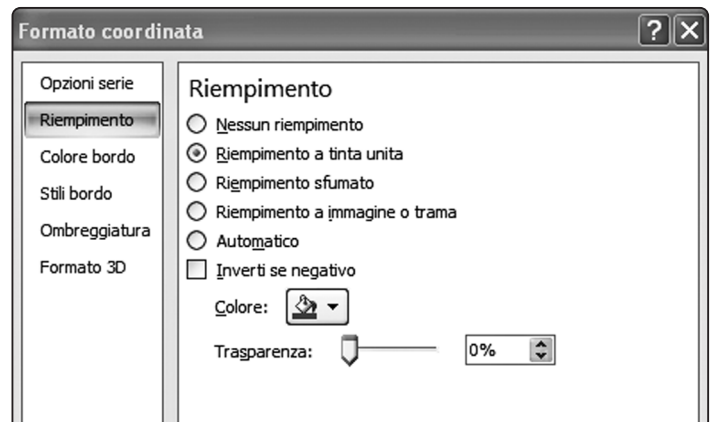 Formato coordinata
Opzioni serie
Riempimento
Colore bordo
Stili bordo
Ombreggiatura
Formato 3D
Riempimento
Nessun riempimento
Riempimento a tinta unita
Riempimento sfumato
Riempimento a immagine o trama
Automatico
Inverti se negativo
Colore:
Trasparenza: 0%